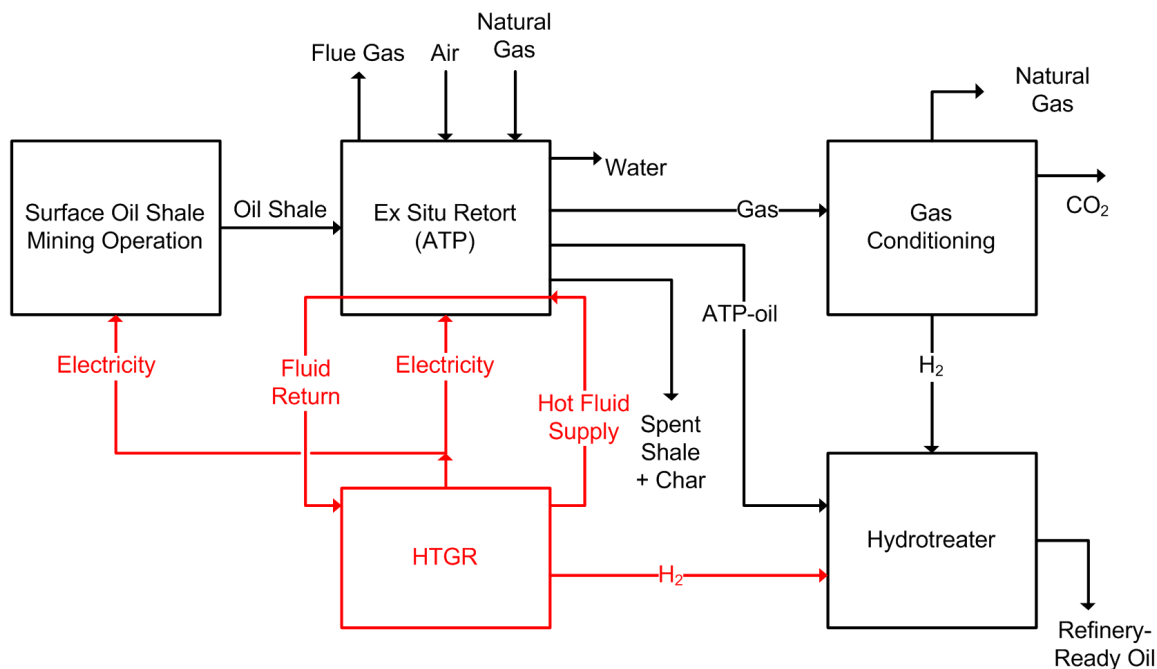 Flue Gas
Air
Natural
Gas
Natural
Gas
Surface Oil Shale
Mining Operation
Oil Shale
Ex Situ Retort
(ATP)
Water
Gas
Gas
Conditioning
CO₂
ATP-oil
Electricity
Fluid
Return
Electricity
Hot Fluid
Supply
H₂
Spent
Shale
+ Char
HTGR
H₂
Hydrotreater
Refinery-
Ready Oil